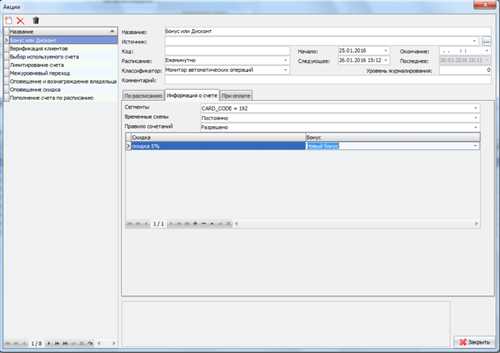 Акции
Название
Бонус или Дисконт
Верификация клиентов
Выбор используемого счета
Лимитирование счета
Межуровневый переход
Оповещение и вознаграждение владельца
Оповещение скидка
Пополнение счета по расписанию
Название: Бонус или Дисконт
Источник:
Код: Начало: 25.01.2016 Окончание: . . :
Расписание: Ежеминутно Следующее: 26.01.2016 15:12 Последнее: 26.01.2016 15:12
Классификатор: Монитор автоматических операций Уровень журналирования: 0
Комментарий:
По расписанию Информация о счете При оплате
Сегменты CARD_CODE = 192
Временные схемы Постоянно
Правило сочетаний Разрешено
Скидка Бонус
скидка 5% Новый бонус
1 / 1
1 / 8
Закрыть